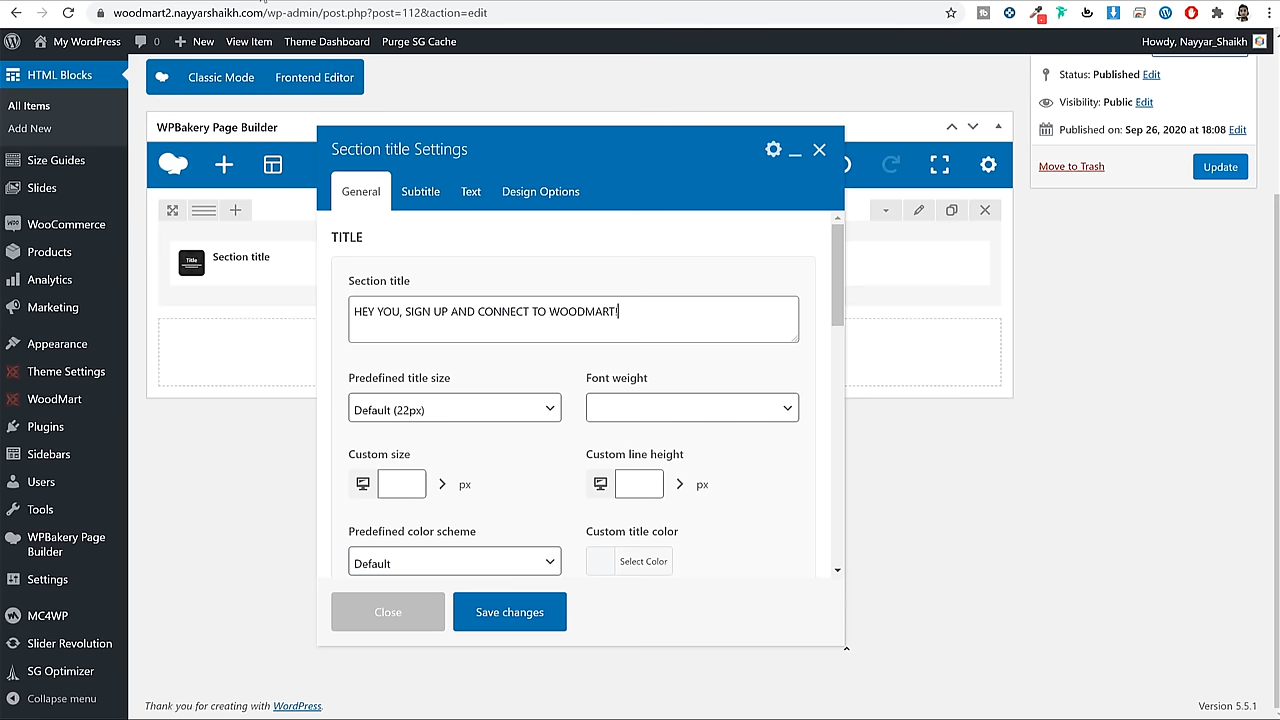 woodmart2.nayyarshaikh.com/wp-admin/post.php?post=112&action=edit
My WordPress 0 New View Item Theme Dashboard Purge SG Cache Howdy, Nayyar_Shaikh
HTML Blocks
All Items
Add New
Size Guides
Slides
WooCommerce
Products
Analytics
Marketing
Appearance
Theme Settings
WoodMart
Plugins
Sidebars
Users
Tools
WPBakery Page
Builder
Settings
MC4WP
Slider Revolution
SG Optimizer
Collapse menu
Classic Mode Frontend Editor
WPBakery Page Builder
Title
Section title
Section title Settings
General Subtitle Text Design Options
TITLE
Section title
HEY YOU, SIGN UP AND CONNECT TO WOODMART!
Predefined title size Font weight
Default (22px)
Custom size Custom line height
px px
Predefined color scheme Custom title color
Default Select Color
Close Save changes
Status: Published Edit
Visibility: Public Edit
Published on: Sep 26, 2020 at 18:08 Edit
Move to Trash Update
Thank you for creating with WordPress. Version 5.5.1